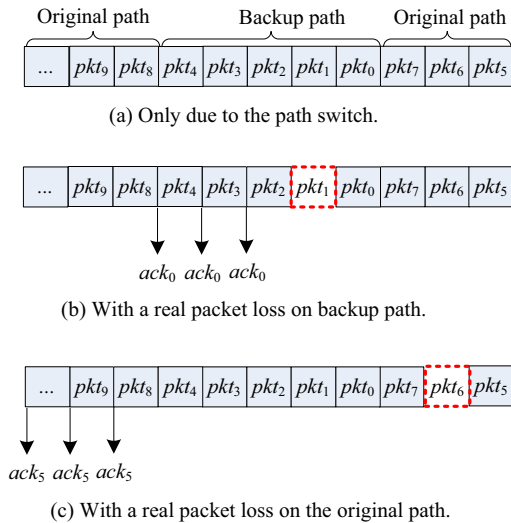 Original path Backup path Original path
... pkt9 pkt8 pkt4 pkt3 pkt2 pkt1 pkt0 pkt7 pkt6 pkt5
(a) Only due to the path switch.
... pkt9 pkt8 pkt4 pkt3 pkt2 pkt1 pkt0 pkt7 pkt6 pkt5
ack0 ack0 ack0
(b) With a real packet loss on backup path.
... pkt9 pkt8 pkt4 pkt3 pkt2 pkt1 pkt0 pkt7 pkt6 pkt5
ack5 ack5 ack5
(c) With a real packet loss on the original path.